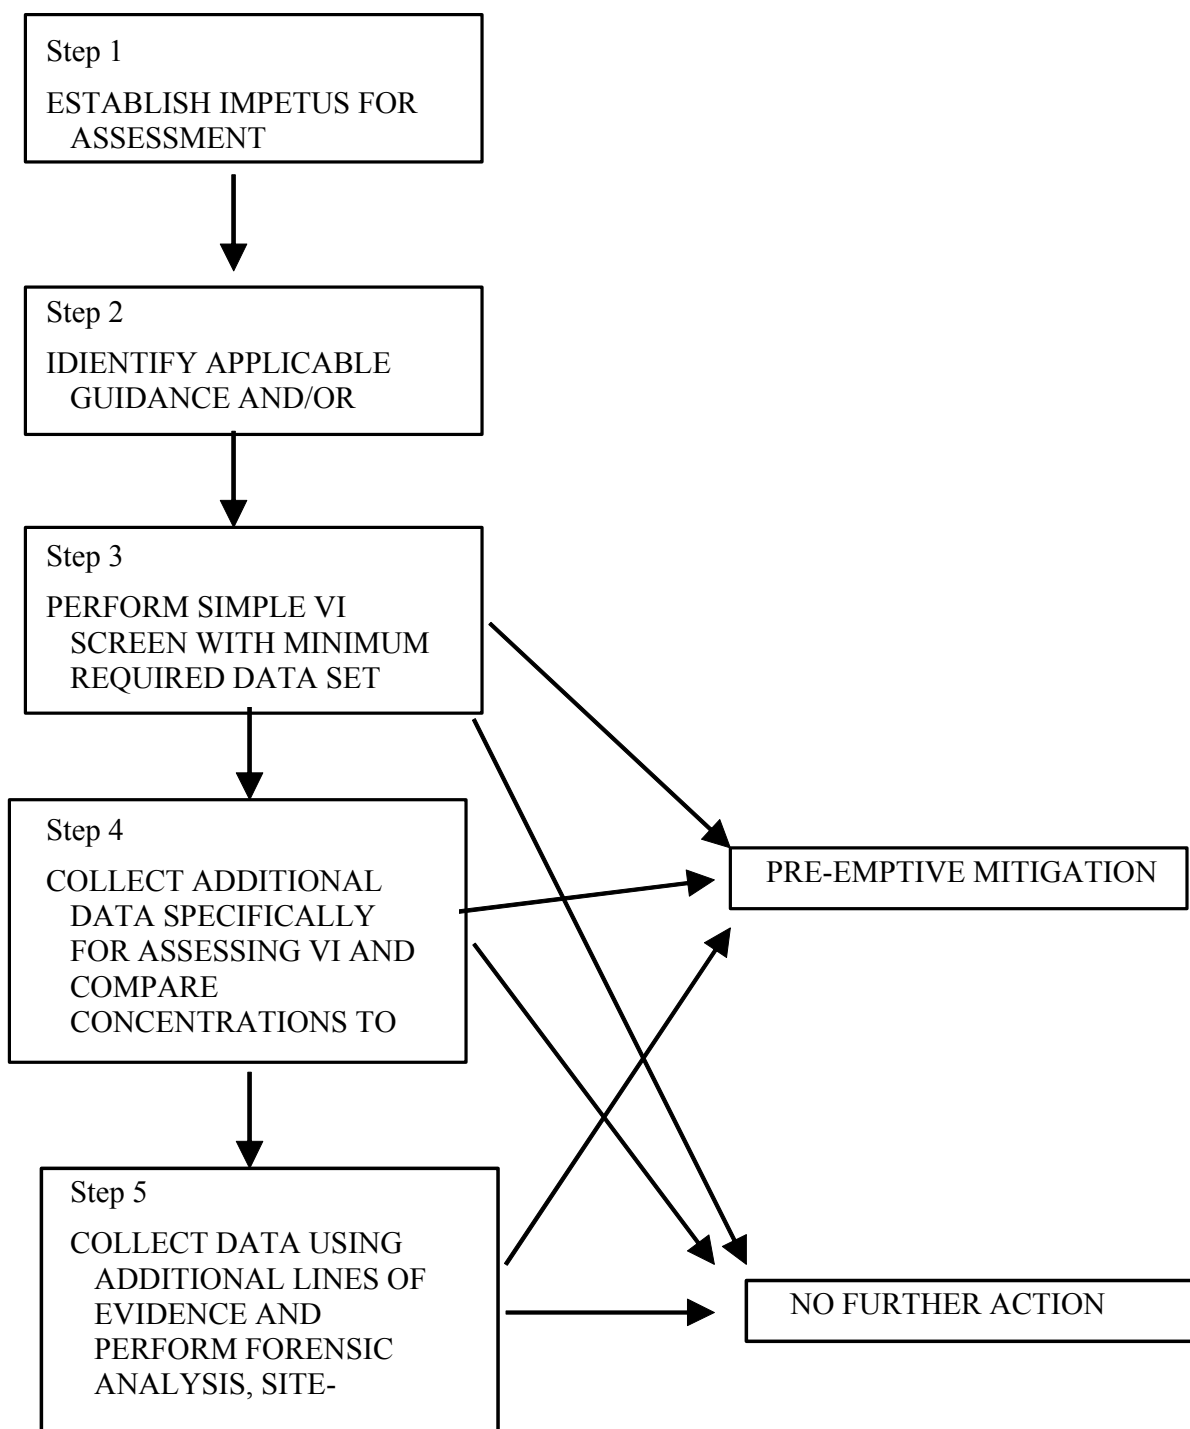 Step 1
ESTABLISH IMPETUS FOR
ASSESSMENT
Step 2
IDIENTIFY APPLICABLE
GUIDANCE AND/OR
Step 3
PERFORM SIMPLE VI
SCREEN WITH MINIMUM
REQUIRED DATA SET
Step 4
COLLECT ADDITIONAL
DATA SPECIFICALLY
FOR ASSESSING VI AND
COMPARE
CONCENTRATIONS TO
PRE-EMPTIVE MITIGATION
Step 5
COLLECT DATA USING
ADDITIONAL LINES OF
EVIDENCE AND
PERFORM FORENSIC
ANALYSIS, SITE-
NO FURTHER ACTION